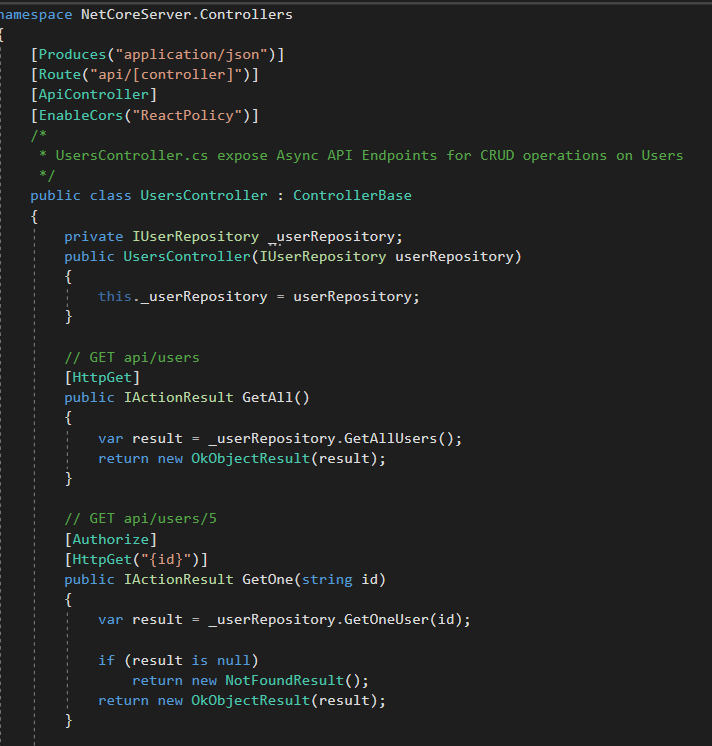 namespace NetCoreServer.Controllers
{
[Produces("application/json")]
[Route("api/[controller]")]
[ApiController]
[EnableCors("ReactPolicy")]
/*
* UsersController.cs expose Async API Endpoints for CRUD operations on Users
*/
public class UsersController : ControllerBase
{
private IUserRepository _userRepository;
public UsersController(IUserRepository userRepository)
{
this._userRepository = userRepository;
}
// GET api/users
[HttpGet]
public IActionResult GetAll()
{
var result = _userRepository.GetAllUsers();
return new OkObjectResult(result);
}
// GET api/users/5
[Authorize]
[HttpGet("{id}")]
public IActionResult GetOne(string id)
{
var result = _userRepository.GetOneUser(id);
if (result is null)
return new NotFoundResult();
return new OkObjectResult(result);
}